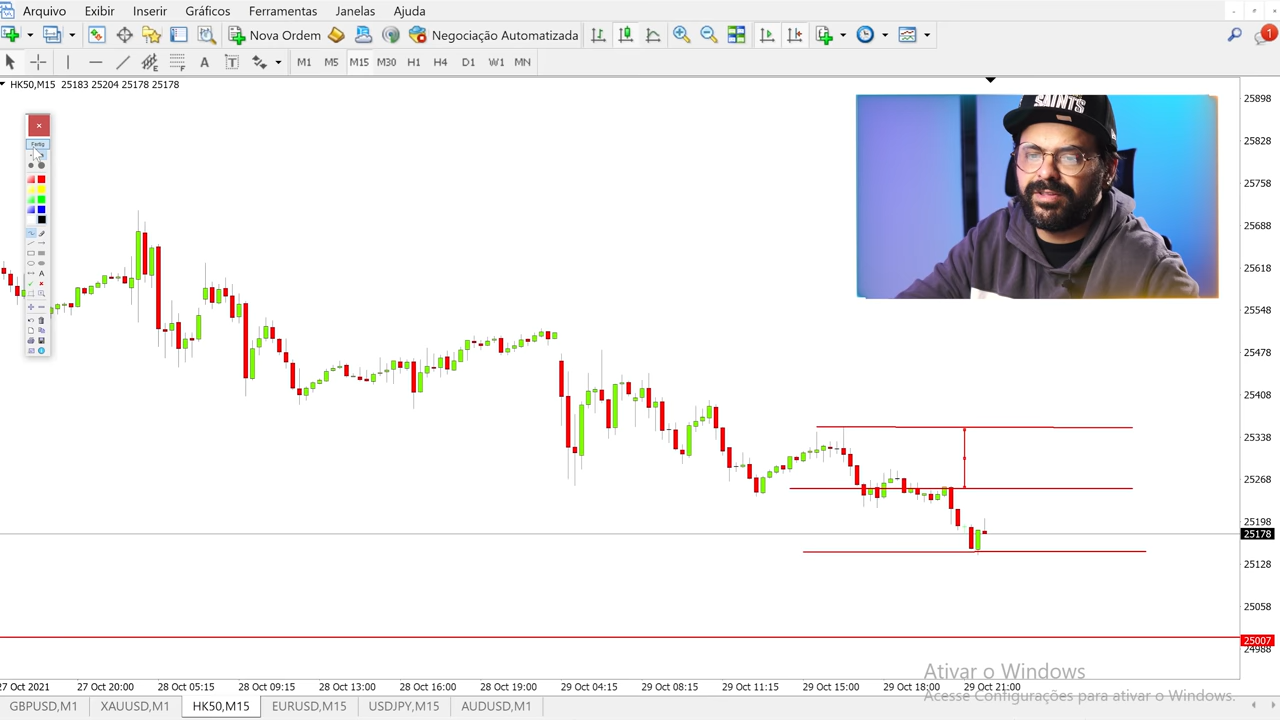 Arquivo Exibir Inserir Gráficos Ferramentas Janelas Ajuda
Nova Ordem Negociação Automatizada 1
A T M1 M5 M15 M30 H1 H4 D1 W1 MN
HK50,M15 25183 25204 25178 25178
Fertig
SAINTS
25898
25828
25758
25688
25618
25548
25478
25408
25338
25268
25198
25178
25128
25058
25007
24988
27 Oct 2021 27 Oct 20:00 28 Oct 05:15 28 Oct 09:15 28 Oct 13:00 28 Oct 16:00 28 Oct 19:00 29 Oct 04:15 29 Oct 08:15 29 Oct 11:15 29 Oct 15:00 29 Oct 18:00 29 Oct 21:00
Ativar o Windows
Acesse Configurações para ativar o Windows.
GBPUSD,M1 XAUUSD,M1 HK50,M15 ,M15 USDJPY,M15 AUDUSD,M1